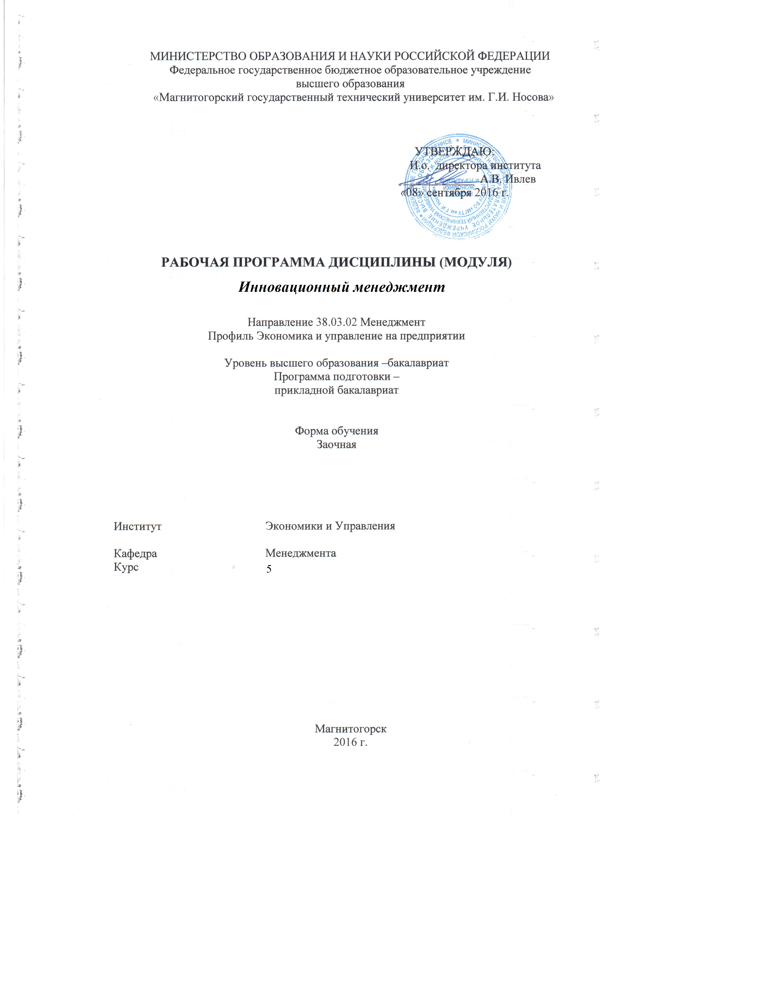 МИНИСТЕРСТВО ОБРАЗОВАНИЯ И НАУКИ РОССИЙСКОЙ ФЕДЕРАЦИИ
Федеральное государственное бюджетное образовательное учреждение
высшего образования
«Магнитогорский государственный технический университет им. Г.И. Носова»
УТВЕРЖДАЮ:
И.о. директора института
А.В. Ивлев
«08» сентября 2016 г.
РАБОЧАЯ ПРОГРАММА ДИСЦИПЛИНЫ (МОДУЛЯ)
Инновационный менеджмент
Направление 38.03.02 Менеджмент
Профиль Экономика и управление на предприятии
Уровень высшего образования –бакалавриат
Программа подготовки –
прикладной бакалавриат
Форма обучения
Заочная
Институт Экономики и Управления
Кафедра Менеджмента
Курс 5
Магнитогорск
2016 г.